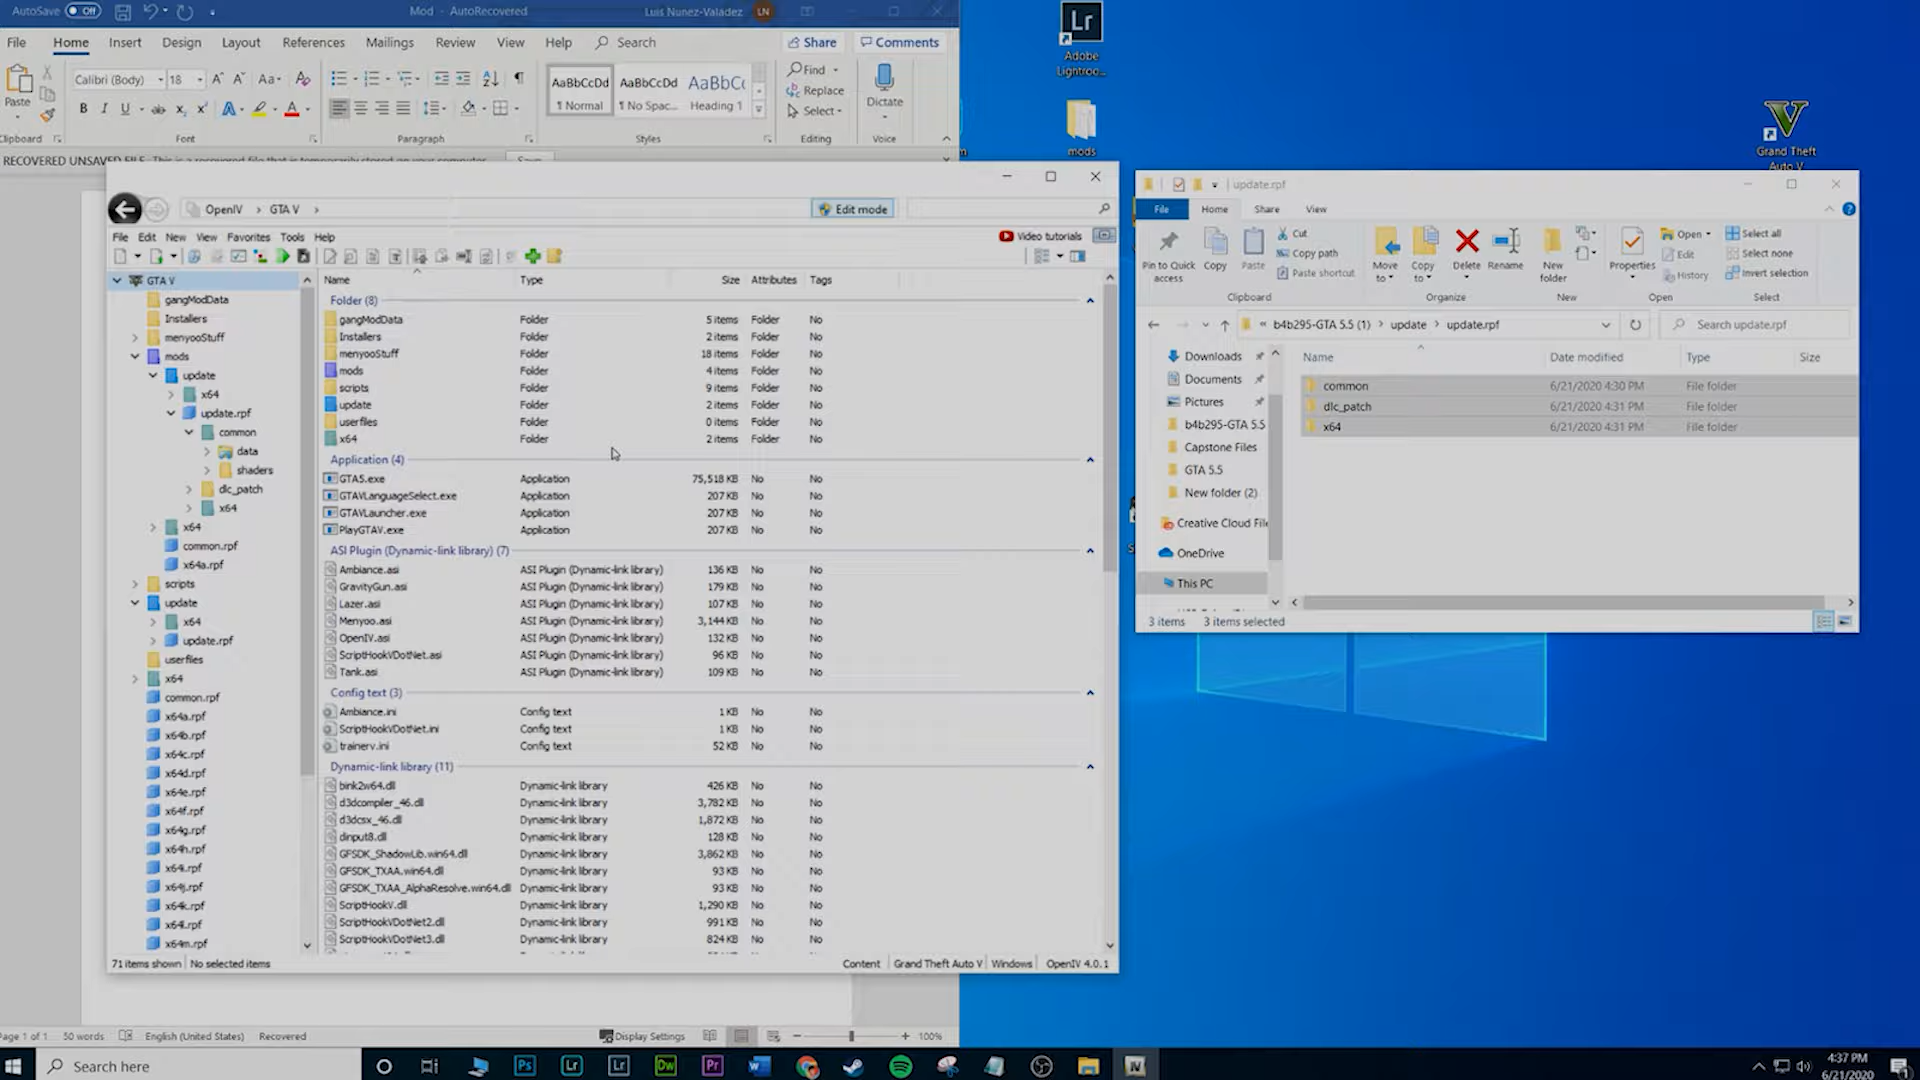 AutoSave Off
Mod - AutoRecovered
Luis Nunez-Valadez LN
File Home Insert Design Layout References Mailings Review View Help Search Share Comments
Paste
Calibri (Body) 18 Aa
B I U ab x₂ x² A A
AaBbCcDd AaBbCcDd AaBbC
¶ Normal ¶ No Spac... Heading 1
Find
Replace
Select
Dictate
Clipboard Font Paragraph Styles Editing Voice
RECOVERED UNSAVED FILE This is a recovered file that is temporarily stored on your computer. Save
OpenIV > GTA V > Edit mode
File Edit New View Favorites Tools Help Video tutorials
GTA V
gangModData
Installers
menyooStuff
mods
update
x64
update.rpf
common
data
shaders
dlc_patch
x64
x64
common.rpf
x64a.rpf
scripts
update
x64
update.rpf
userfiles
x64
common.rpf
x64a.rpf
x64b.rpf
x64c.rpf
x64d.rpf
x64e.rpf
x64f.rpf
x64g.rpf
x64h.rpf
x64i.rpf
x64j.rpf
x64k.rpf
x64l.rpf
x64m.rpf
Name Type Size Attributes Tags
Folder (8)
gangModData Folder 5 items Folder No
Installers Folder 2 items Folder No
menyooStuff Folder 18 items Folder No
mods Folder 4 items Folder No
scripts Folder 9 items Folder No
update Folder 2 items Folder No
userfiles Folder 0 items Folder No
x64 Folder 2 items Folder No
Application (4)
GTA5.exe Application 75,518 KB No No
GTAVLanguageSelect.exe Application 207 KB No No
GTAVLauncher.exe Application 207 KB No No
PlayGTAV.exe Application 207 KB No No
ASI Plugin (Dynamic-link library) (7)
Ambiance.asi ASI Plugin (Dynamic-link library) 136 KB No No
GravityGun.asi ASI Plugin (Dynamic-link library) 179 KB No No
Lazer.asi ASI Plugin (Dynamic-link library) 107 KB No No
Menyoo.asi ASI Plugin (Dynamic-link library) 3,144 KB No No
OpenIV.asi ASI Plugin (Dynamic-link library) 132 KB No No
ScriptHookVDotNet.asi ASI Plugin (Dynamic-link library) 96 KB No No
Tank.asi ASI Plugin (Dynamic-link library) 109 KB No No
Config text (3)
Ambiance.ini Config text 1 KB No No
ScriptHookVDotNet.ini Config text 1 KB No No
trainerv.ini Config text 52 KB No No
Dynamic-link library (11)
bink2w64.dll Dynamic-link library 426 KB No No
d3dcompiler_46.dll Dynamic-link library 3,782 KB No No
d3dcsx_46.dll Dynamic-link library 1,872 KB No No
dinput8.dll Dynamic-link library 128 KB No No
GFSDK_ShadowLib.win64.dll Dynamic-link library 3,862 KB No No
GFSDK_TXAA.win64.dll Dynamic-link library 93 KB No No
GFSDK_TXAA_AlphaResolve.win64.dll Dynamic-link library 93 KB No No
ScriptHookV.dll Dynamic-link library 1,290 KB No No
ScriptHookVDotNet2.dll Dynamic-link library 991 KB No No
ScriptHookVDotNet3.dll Dynamic-link library 824 KB No No
71 items shown No selected items Content Grand Theft Auto V Windows OpenIV 4.0.1
Page 1 of 1 50 words English (United States) Recovered Display Settings 100%
Lr
Adobe
Lightroo...
mods
Grand Theft
Auto V
update.rpf
File Home Share View
Pin to Quick
access
Copy
Paste
Cut
Copy path
Paste shortcut
Move
to
Copy
to
Delete
Rename
New
folder
Properties
Open
Edit
History
Select all
Select none
Invert selection
Clipboard Organize New Open Select
« b4b295-GTA 5.5 (1) > update > update.rpf
Search update.rpf
Downloads
Documents
Pictures
b4b295-GTA 5.5
Capstone Files
GTA 5.5
New folder (2)
Creative Cloud Fil
OneDrive
This PC
Name Date modified Type Size
common 6/21/2020 4:30 PM File folder
dlc_patch 6/21/2020 4:31 PM File folder
x64 6/21/2020 4:31 PM File folder
3 items 3 items selected
Search here
Ps Lr Lr Dw Pr
4:37 PM
6/21/2020